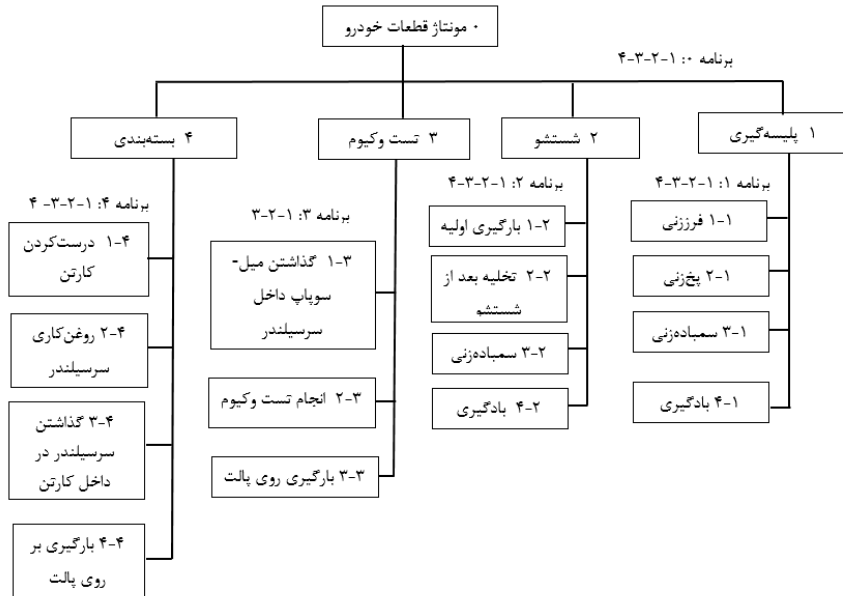 ۰ مونتاژ قطعات خودرو
برنامه ۰: ۱-۲-۳-۴
۱ پلیسه‌گیری
۲ شستشو
۳ تست وکیوم
۴ بسته‌بندی
برنامه ۱: ۱-۲-۳-۴
۱-۱ فرززنی
۲-۱ پخ‌زنی
۳-۱ سمباده‌زنی
۴-۱ بادگیری
برنامه ۲: ۱-۲-۳-۴
۱-۲ بارگیری اولیه
۲-۲ تخلیه بعد از
شستشو
۳-۲ سمباده‌زنی
۴-۲ بادگیری
برنامه ۳: ۱-۲-۳
۱-۳ گذاشتن میل-
سوپاپ داخل
سرسیلندر
۲-۳ انجام تست وکیوم
۳-۳ بارگیری روی پالت
برنامه ۴: ۱-۲-۳-۴
۱-۴ درست‌کردن
کارتن
۲-۴ روغن‌کاری
سرسیلندر
۳-۴ گذاشتن
سرسیلندر در
داخل کارتن
۴-۴ بارگیری بر
روی پالت